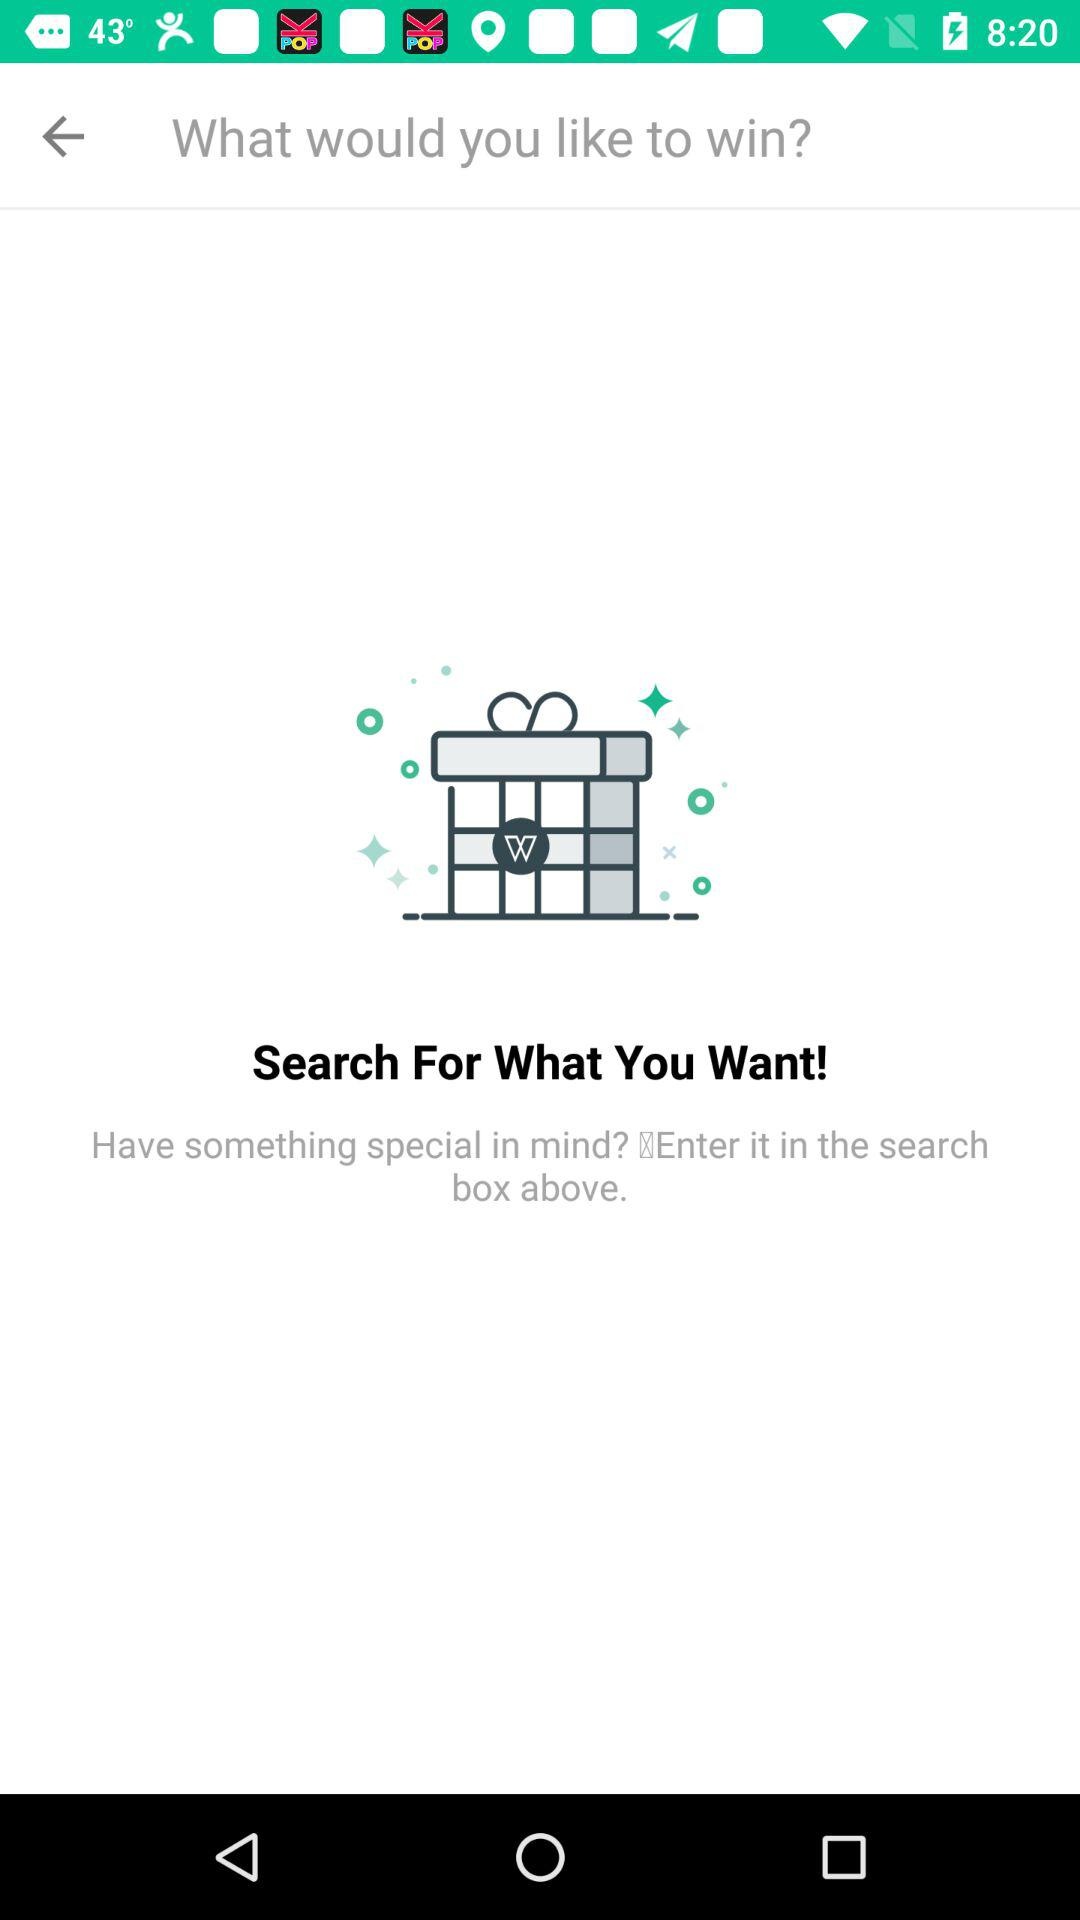 43° K POP K POP 8:20
What would you like to win?
W
Search For What You Want!
Have something special in mind? Enter it in the search
box above.